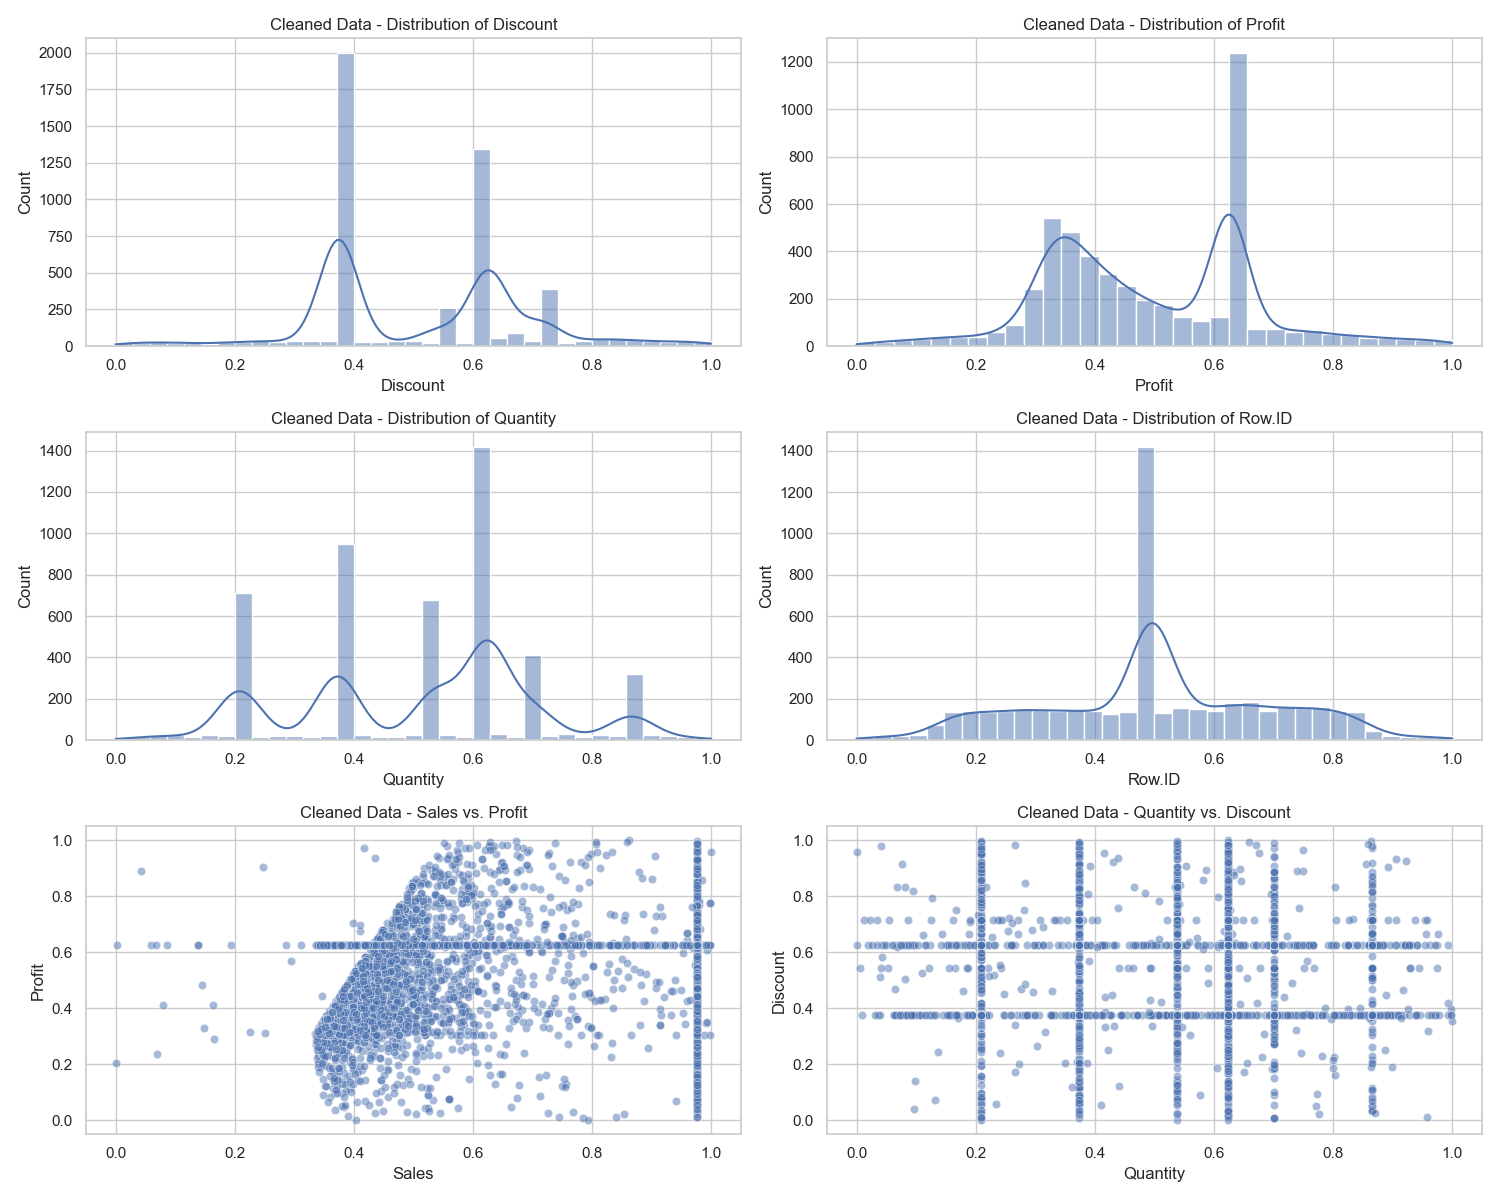 Cleaned Data - Distribution of Discount
2000
1750
1500
1250
1000
750
500
250
0
Count
0.0 0.2 0.4 0.6 0.8 1.0
Discount
Cleaned Data - Distribution of Profit
1200
1000
800
600
400
200
0
Count
0.0 0.2 0.4 0.6 0.8 1.0
Profit
Cleaned Data - Distribution of Quantity
1400
1200
1000
800
600
400
200
0
Count
0.0 0.2 0.4 0.6 0.8 1.0
Quantity
Cleaned Data - Distribution of Row.ID
1400
1200
1000
800
600
400
200
0
Count
0.0 0.2 0.4 0.6 0.8 1.0
Row.ID
Cleaned Data - Sales vs. Profit
1.0
0.8
0.6
0.4
0.2
0.0
Profit
0.0 0.2 0.4 0.6 0.8 1.0
Sales
Cleaned Data - Quantity vs. Discount
1.0
0.8
0.6
0.4
0.2
0.0
Discount
0.0 0.2 0.4 0.6 0.8 1.0
Quantity